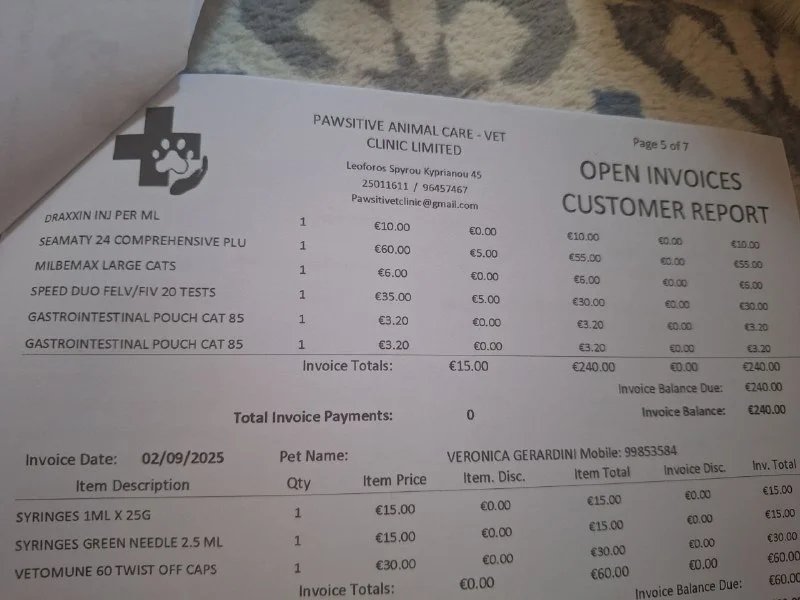 PAWSITIVE ANIMAL CARE - VET
CLINIC LIMITED
Leoforos Spyrou Kyprianou 45
25011611 / 96457467
Pawsitivetclinic@gmail.com
Page 5 of 7
OPEN INVOICES
CUSTOMER REPORT
DRAXXIN INJ PER ML 1 €10.00 €0.00 €10.00 €0.00 €10.00
SEAMATY 24 COMPREHENSIVE PLU 1 €60.00 €5.00 €55.00 €0.00 €55.00
MILBEMAX LARGE CATS 1 €6.00 €0.00 €6.00 €0.00 €6.00
SPEED DUO FELV/FIV 20 TESTS 1 €35.00 €5.00 €30.00 €0.00 €30.00
GASTROINTESTINAL POUCH CAT 85 1 €3.20 €0.00 €3.20 €0.00 €3.20
GASTROINTESTINAL POUCH CAT 85 1 €3.20 €0.00 €3.20 €0.00 €3.20
Invoice Totals: €15.00 €240.00 €0.00 €240.00
Invoice Balance Due: €240.00
Total Invoice Payments: 0 Invoice Balance: €240.00
Invoice Date: 02/09/2025 Pet Name: VERONICA GERARDINI Mobile: 99853584
Item Description Qty Item Price Item. Disc. Item Total Invoice Disc. Inv. Total
SYRINGES 1ML X 25G 1 €15.00 €0.00 €15.00 €0.00 €15.00
SYRINGES GREEN NEEDLE 2.5 ML 1 €15.00 €0.00 €15.00 €0.00 €15.00
VETOMUNE 60 TWIST OFF CAPS 1 €30.00 €0.00 €30.00 €0.00 €30.00
Invoice Totals: €0.00 €60.00 €0.00 €60.00
Invoice Balance Due: €60.00